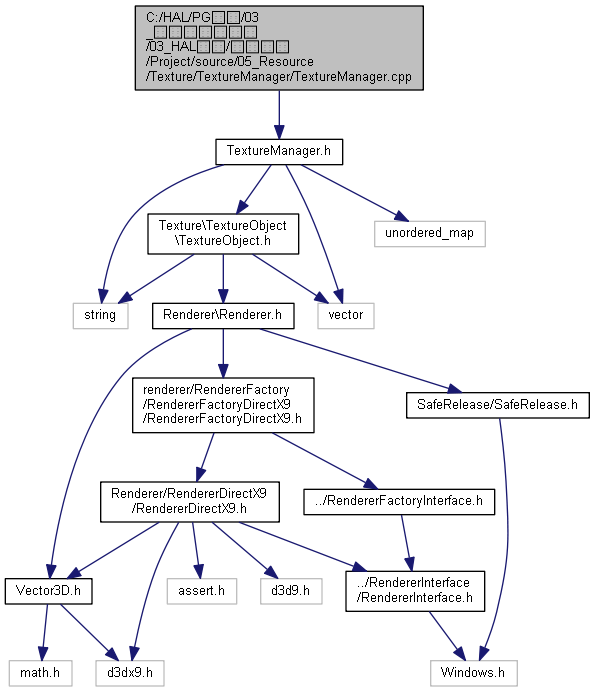 C:/HAL/PG/03
_
/03_HAL/
/Project/source/05_Resource
/Texture/TextureManager/TextureManager.cpp
TextureManager.h
Texture\TextureObject
\TextureObject.h
unordered_map
string
Renderer\Renderer.h
vector
renderer/RendererFactory
/RendererFactoryDirectX9
/RendererFactoryDirectX9.h
SafeRelease/SafeRelease.h
Renderer/RendererDirectX9
/RendererDirectX9.h
../RendererFactoryInterface.h
Vector3D.h
assert.h
d3d9.h
../RendererInterface
/RendererInterface.h
math.h
d3dx9.h
Windows.h